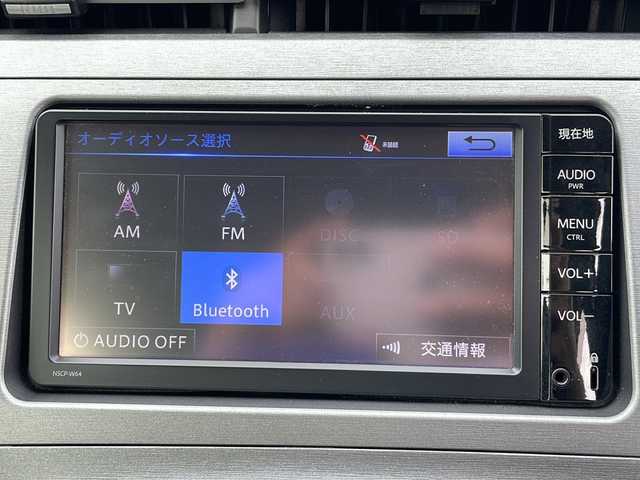 オーディオソース選択
未接続
現在地
AUDIO
PWR
AM
FM
DISC
SD
MENU
CTRL
TV
Bluetooth
AUX
VOL+
VOL−
AUDIO OFF
交通情報
NSCP-W64